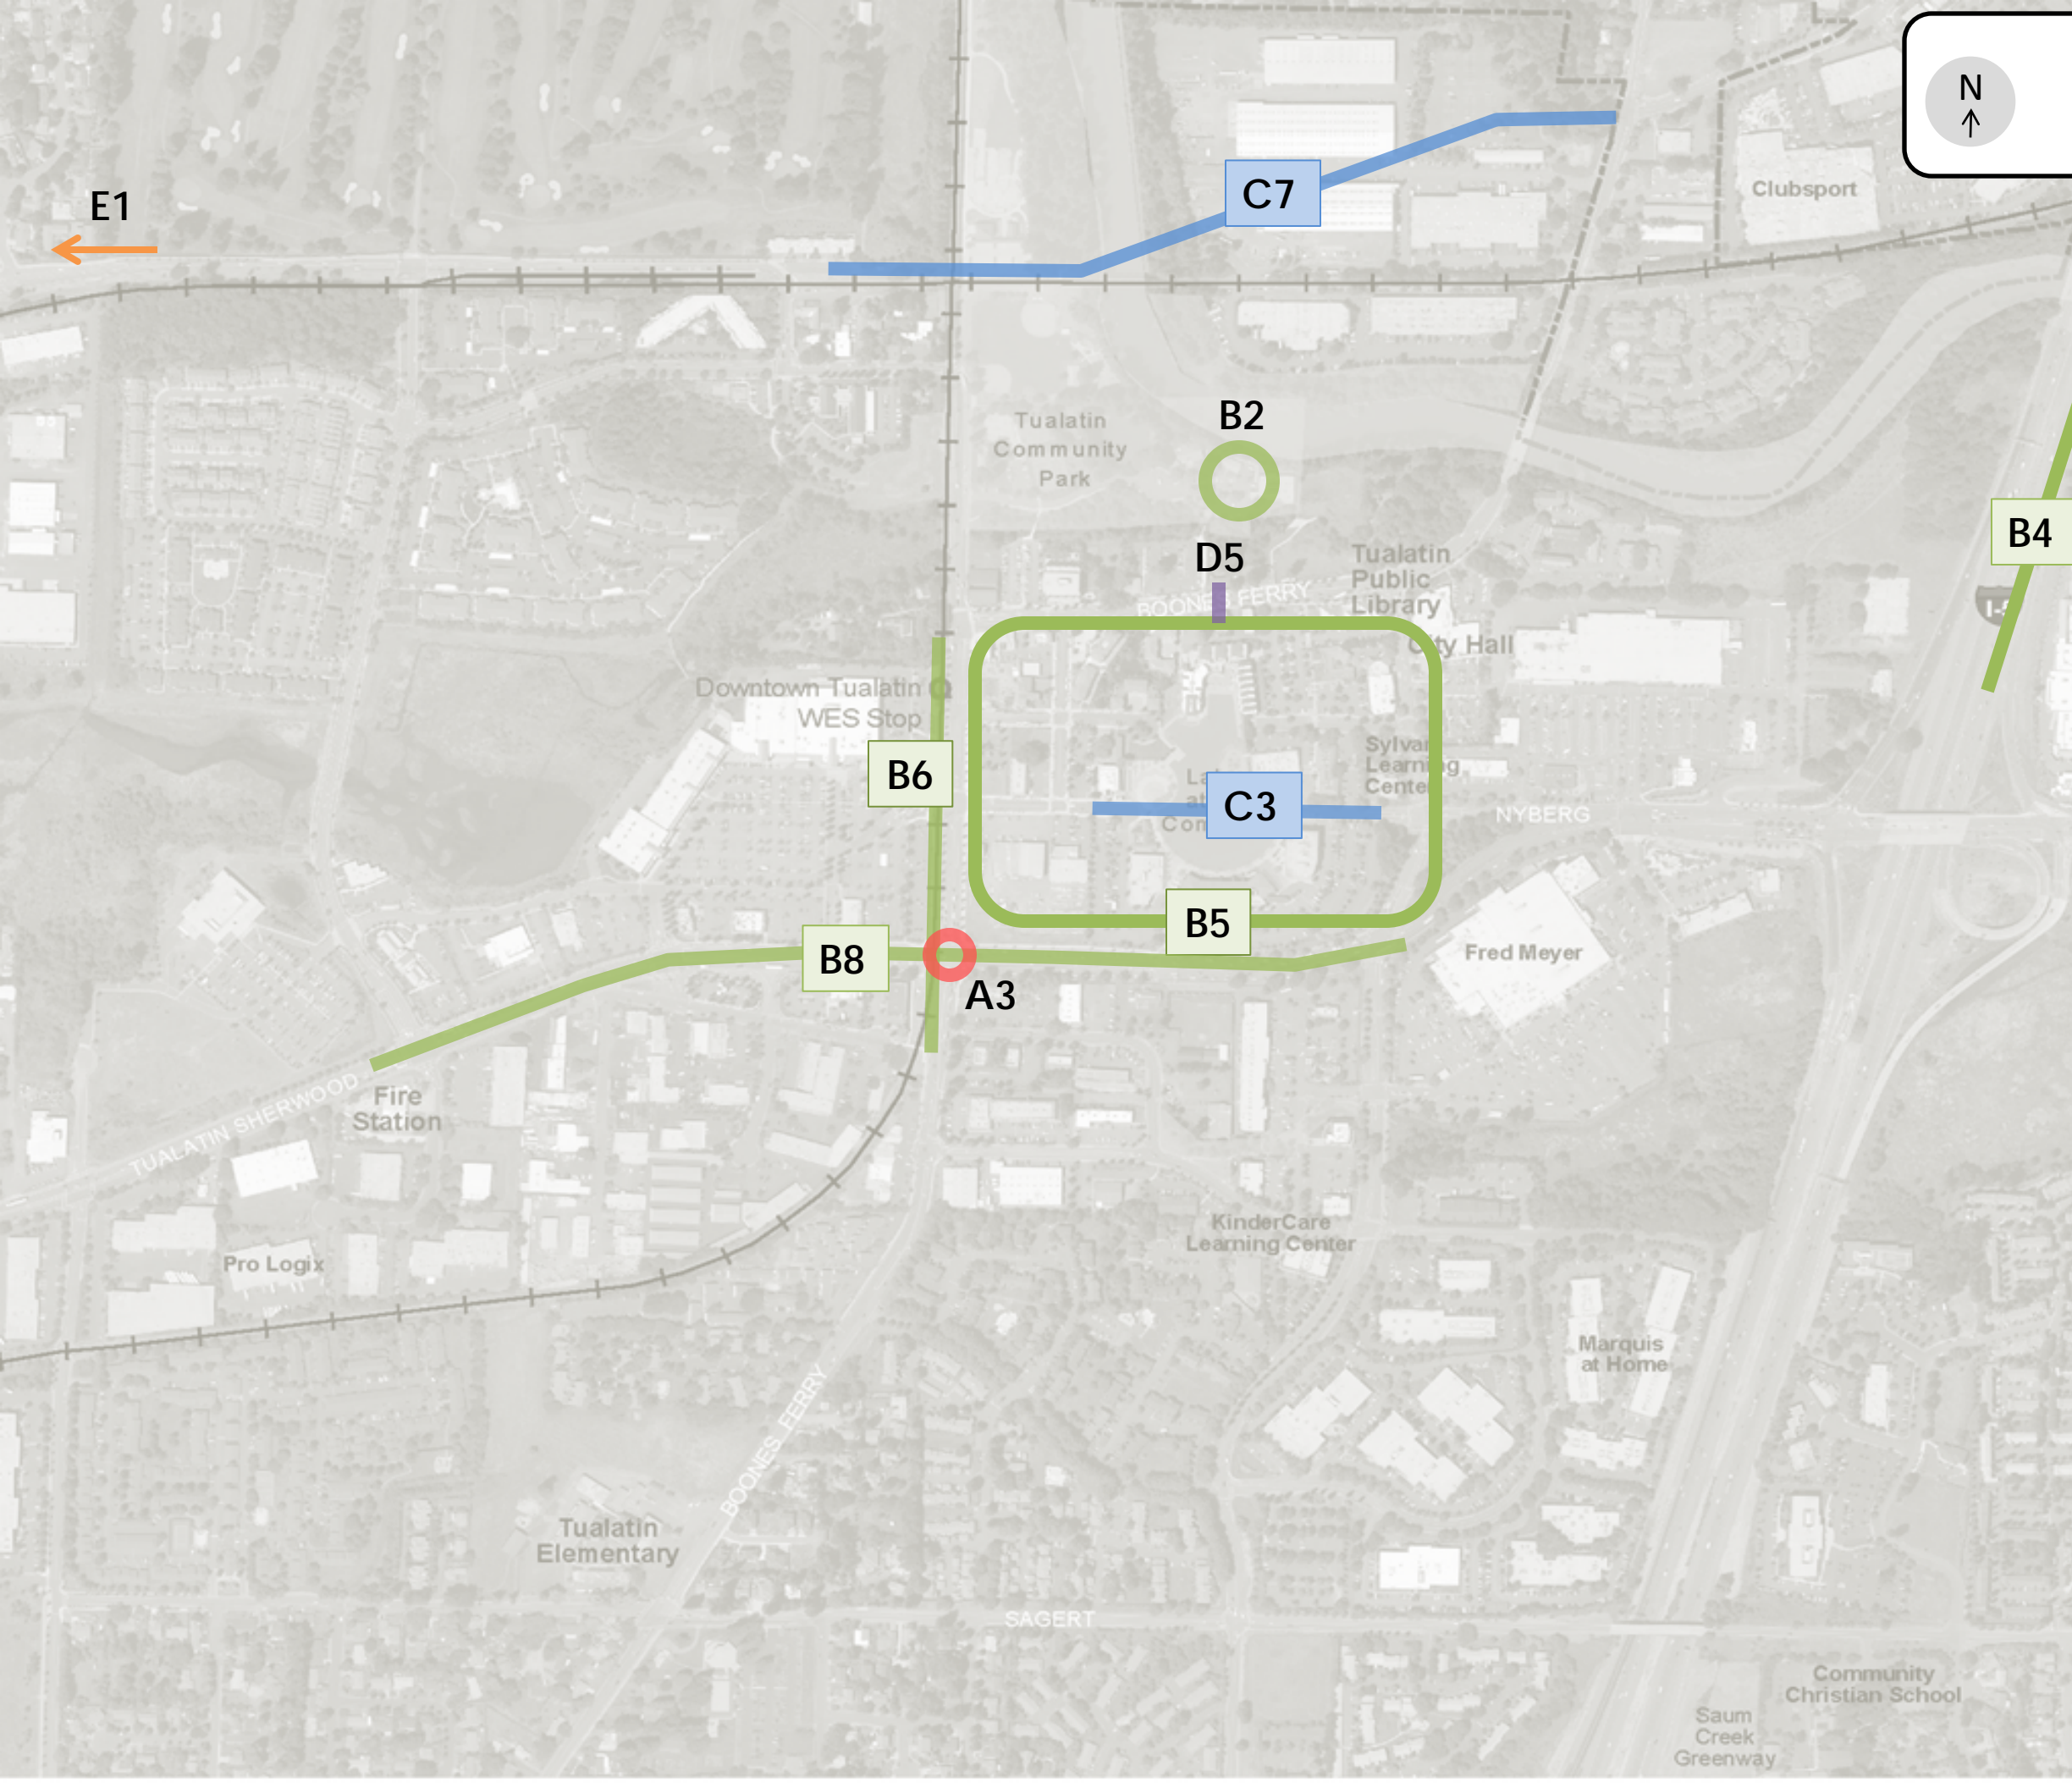 N
Clubsport
C7
E1
B2
Tualatin
Community
Park
B4
D5
Tualatin
Public
Library
BOONES FERRY
City Hall
Downtown Tualatin
WES Stop
B6
Sylvan
Learning
Center
C3
NYBERG
B5
B8
Fred Meyer
A3
TUALATIN SHERWOOD
Fire
Station
KinderCare
Learning Center
Pro Logix
Marquis
at Home
BOONES FERRY
Tualatin
Elementary
SAGERT
Community
Christian School
Saum
Creek
Greenway